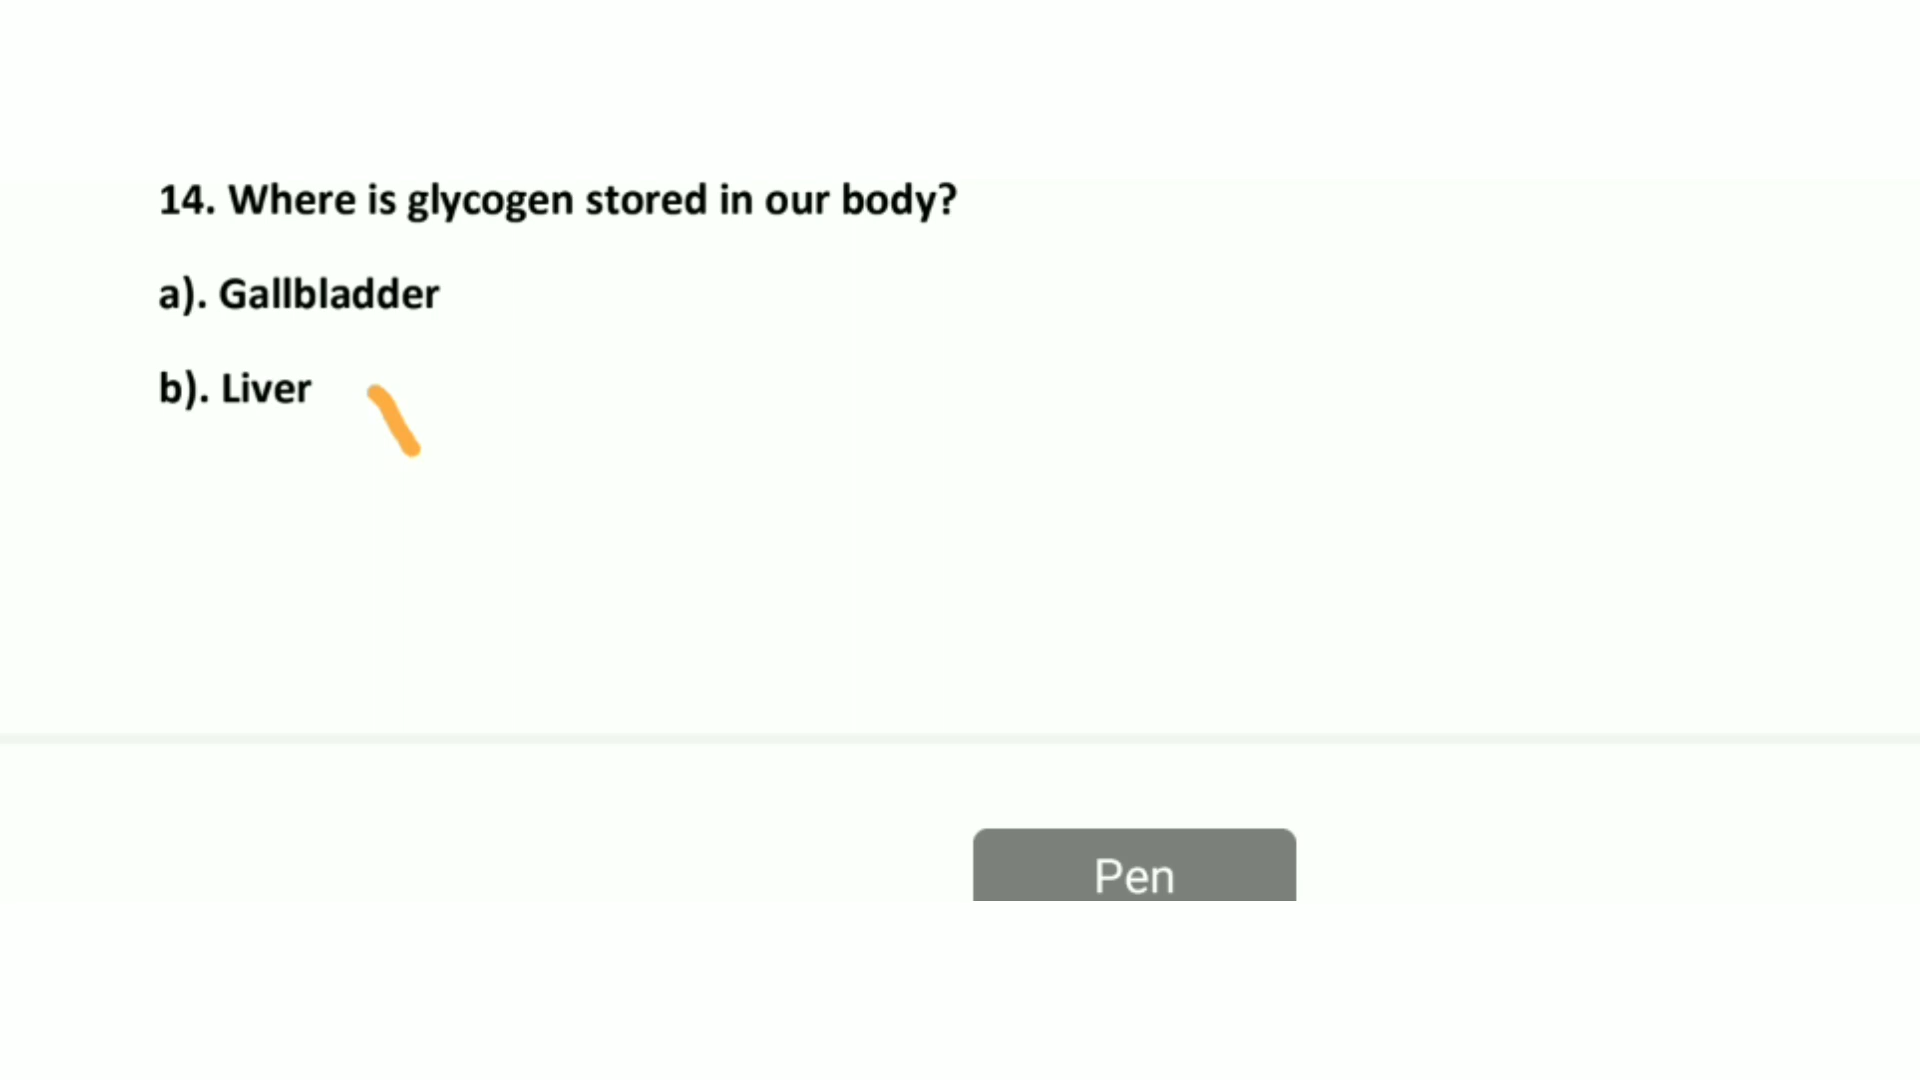 14. Where is glycogen stored in our body?
a). Gallbladder
b). Liver
Pen